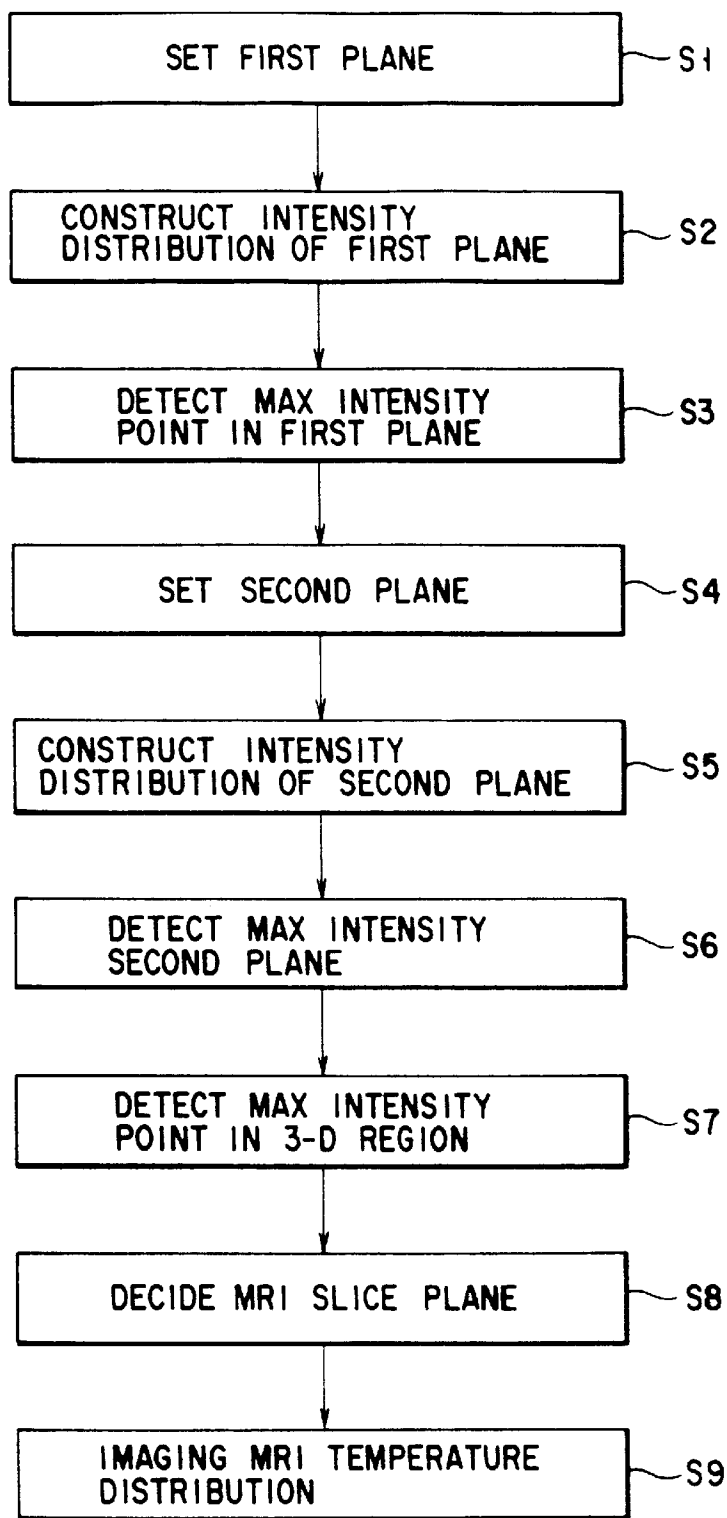 SET FIRST PLANE
S1
CONSTRUCT INTENSITY
DISTRIBUTION OF FIRST PLANE
S2
DETECT MAX INTENSITY
POINT IN FIRST PLANE
S3
SET SECOND PLANE
S4
CONSTRUCT INTENSITY
DISTRIBUTION OF SECOND PLANE
S5
DETECT MAX INTENSITY
SECOND PLANE
S6
DETECT MAX INTENSITY
POINT IN 3-D REGION
S7
DECIDE MRI SLICE PLANE
S8
IMAGING MRI TEMPERATURE
DISTRIBUTION
S9